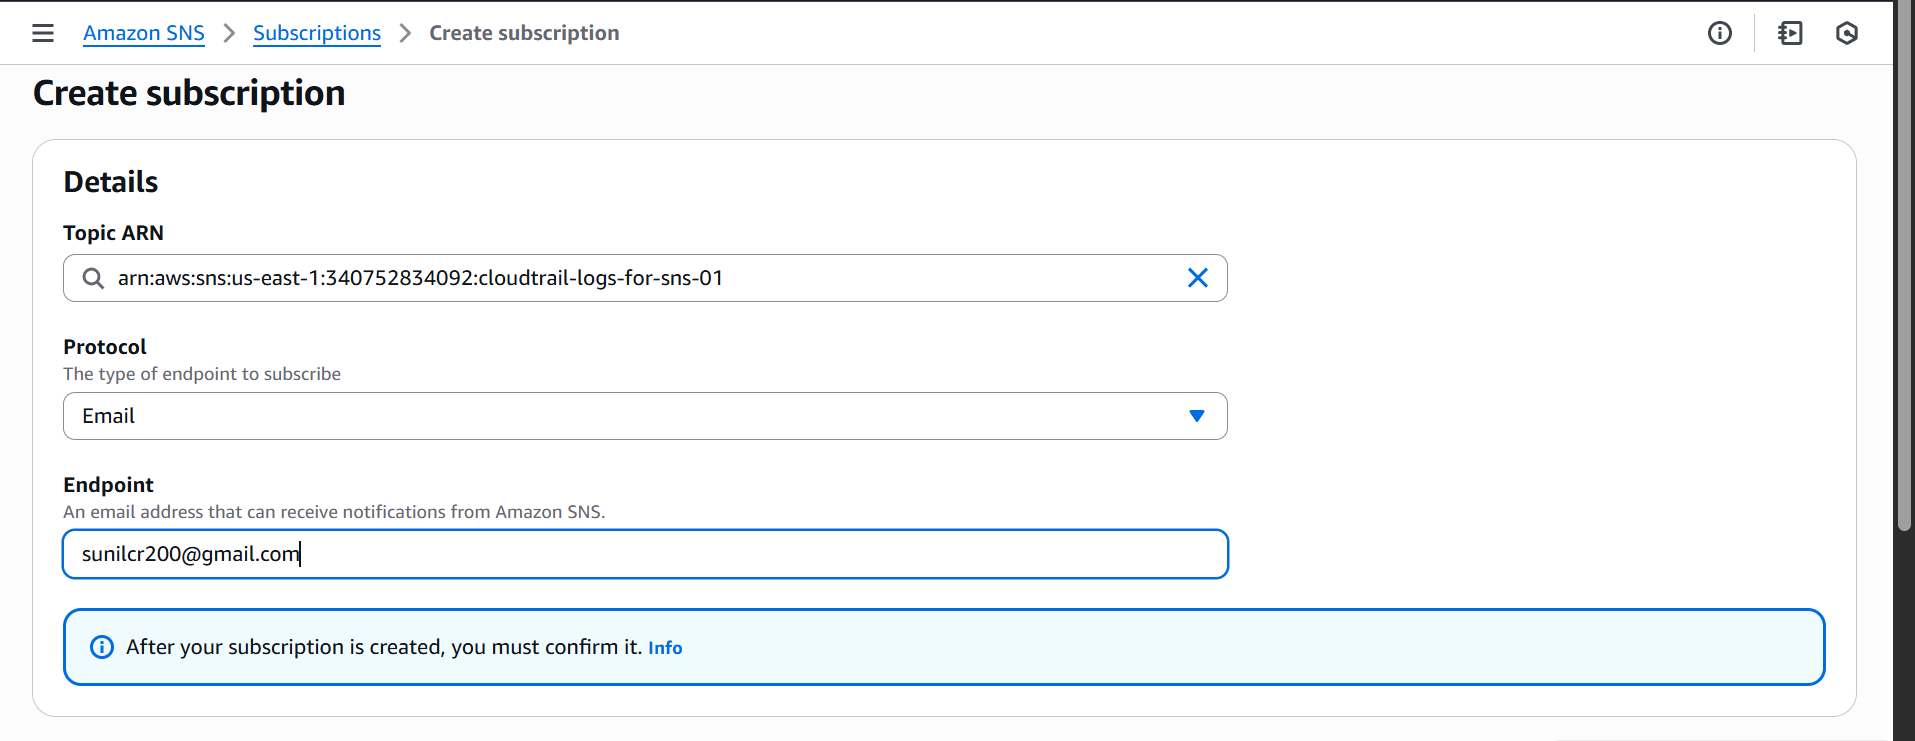 Amazon SNS > Subscriptions > Create subscription
Create subscription
Details
Topic ARN
arn:aws:sns:us-east-1:340752834092:cloudtrail-logs-for-sns-01
Protocol
The type of endpoint to subscribe
Email
Endpoint
An email address that can receive notifications from Amazon SNS.
sunilcr200@gmail.com
After your subscription is created, you must confirm it. Info